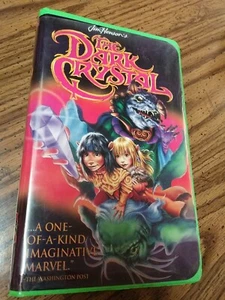 Jim Henson's
THE
DARK
CRYSTAL
"...A ONE-
OF-A-KIND
IMAGINATIVE
MARVEL."
-THE WASHINGTON POST